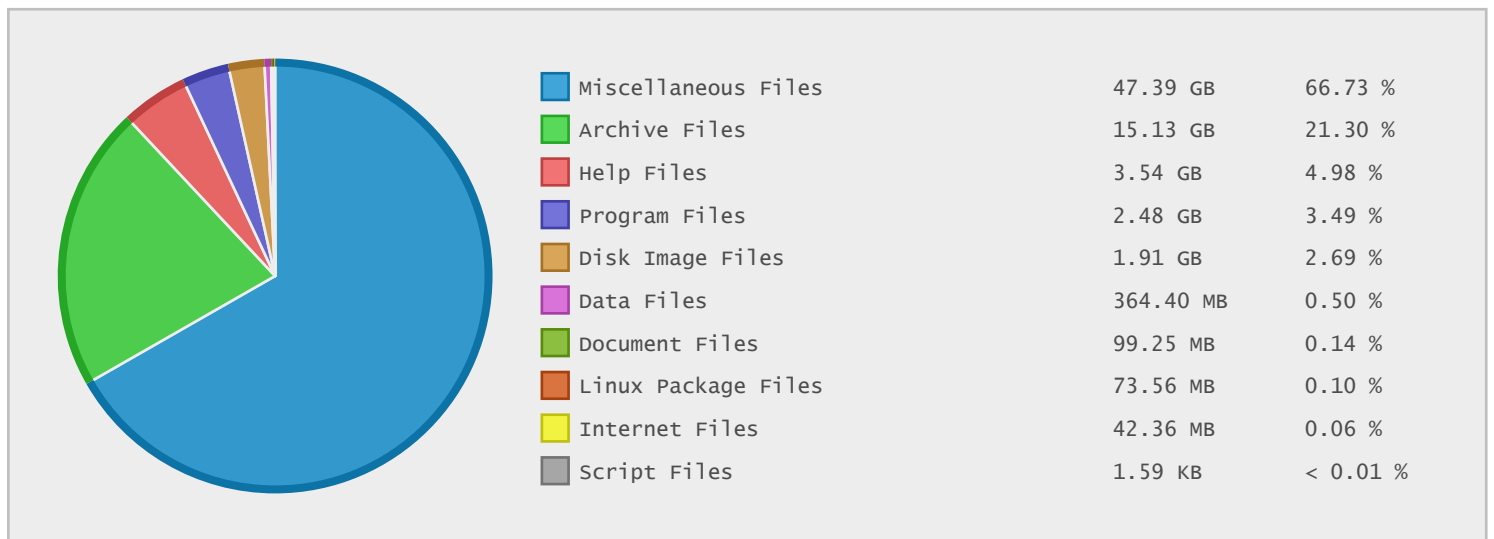 Miscellaneous Files 47.39 GB 66.73 %
Archive Files 15.13 GB 21.30 %
Help Files 3.54 GB 4.98 %
Program Files 2.48 GB 3.49 %
Disk Image Files 1.91 GB 2.69 %
Data Files 364.40 MB 0.50 %
Document Files 99.25 MB 0.14 %
Linux Package Files 73.56 MB 0.10 %
Internet Files 42.36 MB 0.06 %
Script Files 1.59 KB < 0.01 %